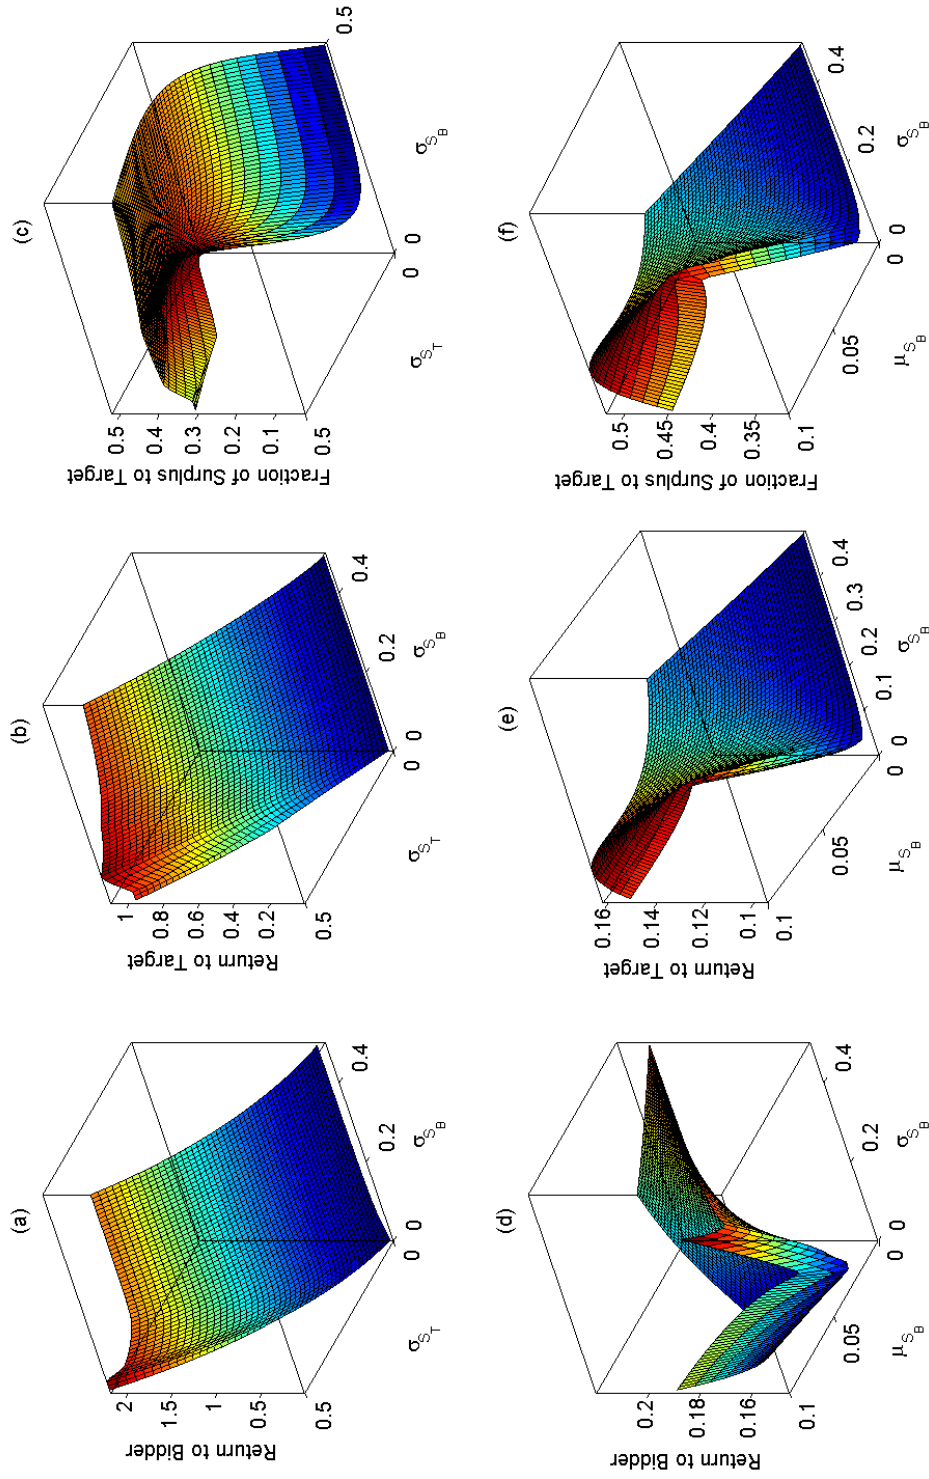 (a)
Return to Bidder
2
1.5
1
0.5
0.5
0
σ_{S_T}
0
0.2
0.4
σ_{S_B}
(b)
Return to Target
1
0.8
0.6
0.4
0.2
0.5
0
σ_{S_T}
0
0.2
0.4
σ_{S_B}
(c)
Fraction of Surplus to Target
0.5
0.4
0.3
0.2
0.1
0.5
0
σ_{S_T}
0
0.5
σ_{S_B}
(d)
Return to Bidder
0.2
0.18
0.16
0.1
0.05
0
μ_{S_B}
0
0.2
0.4
σ_{S_B}
(e)
Return to Target
0.16
0.14
0.12
0.1
0.1
0.05
0
μ_{S_B}
0
0.1
0.2
0.3
0.4
σ_{S_B}
(f)
Fraction of Surplus to Target
0.5
0.45
0.4
0.35
0.1
0.05
0
μ_{S_B}
0
0.2
0.4
σ_{S_B}